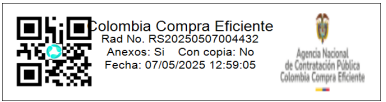 Colombia Compra Eficiente
Rad No. RS20250507004432
Anexos: Si Con copia: No
Fecha: 07/05/2025 12:59:05
Agencia Nacional
de Contratación Pública
Colombia Compra Eficiente